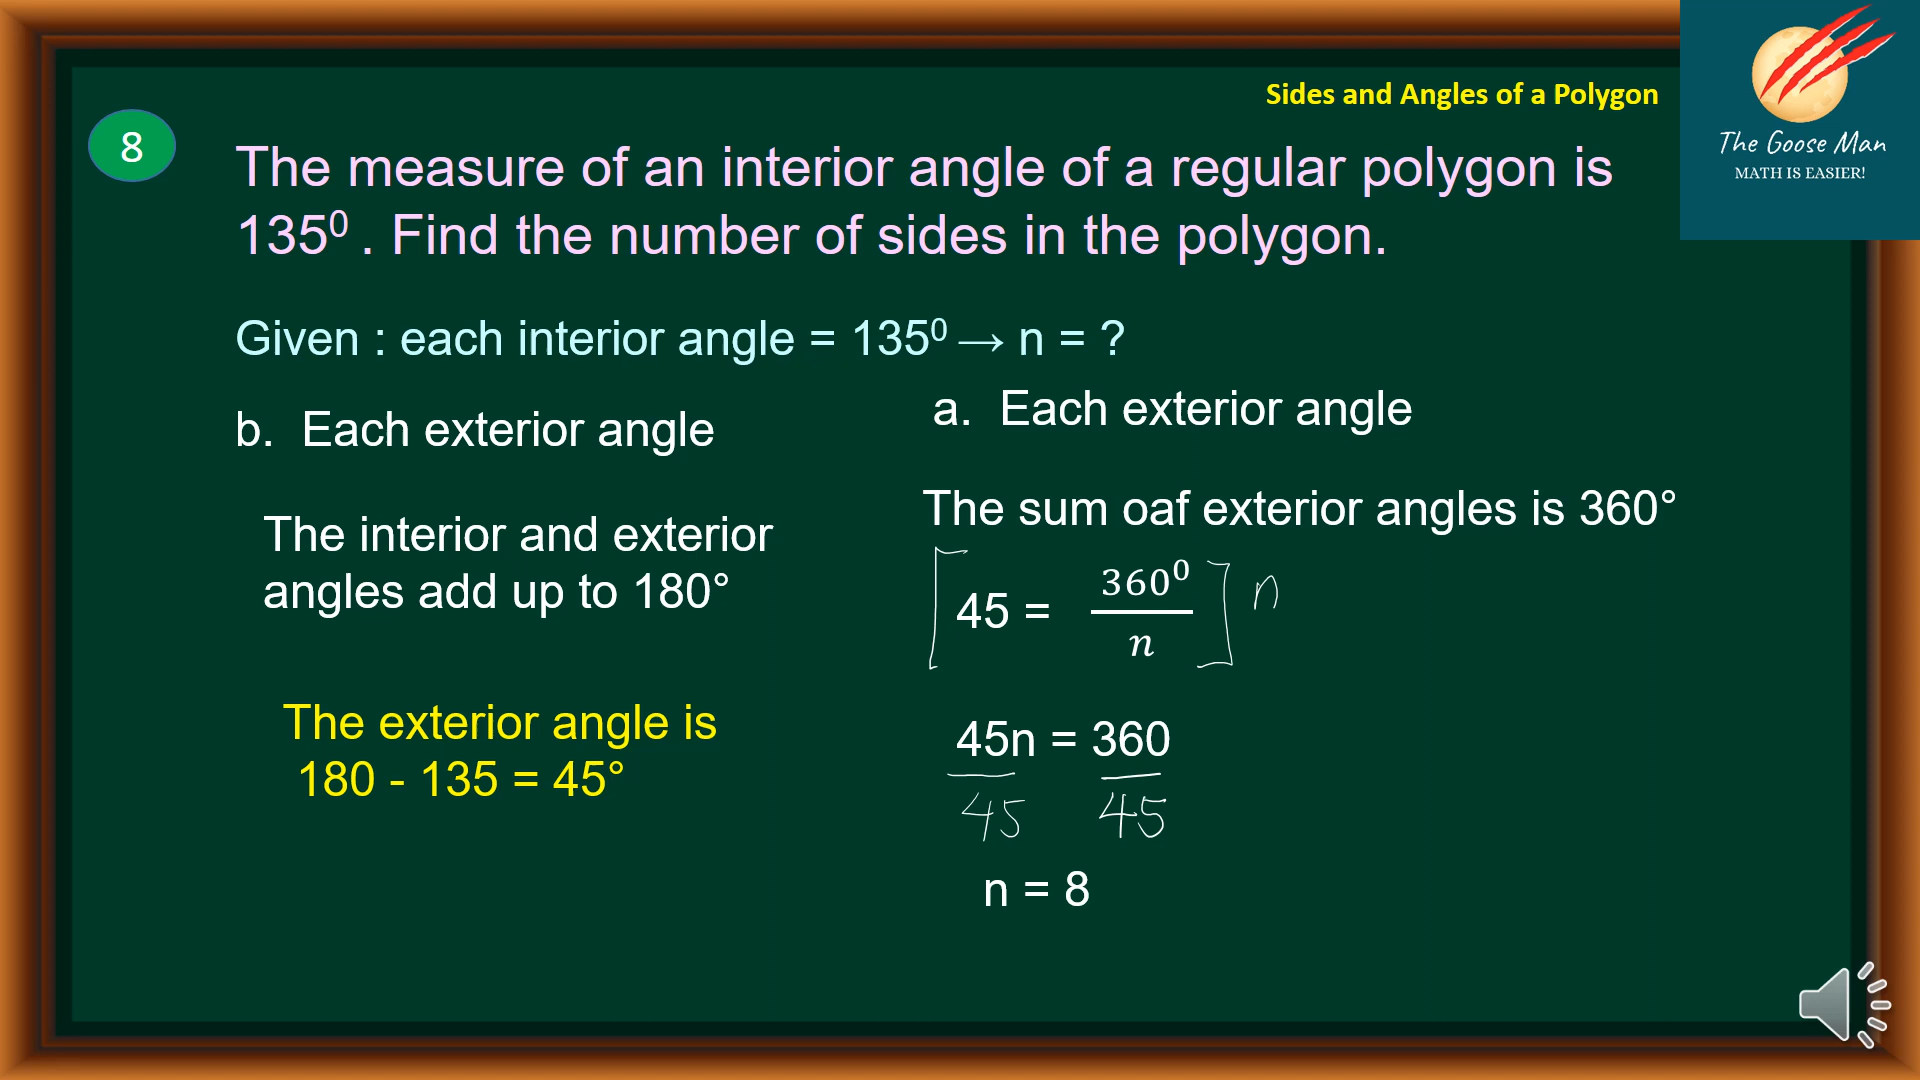 Sides and Angles of a Polygon
The Goose Man
MATH IS EASIER!
8
The measure of an interior angle of a regular polygon is
135⁰ . Find the number of sides in the polygon.
Given : each interior angle = 135⁰ → n = ?
b. Each exterior angle
The interior and exterior
angles add up to 180°
The exterior angle is
180 - 135 = 45°
a. Each exterior angle
The sum oaf exterior angles is 360°
[ 45 = 360⁰/n ] n
45n = 360
45 45
n = 8